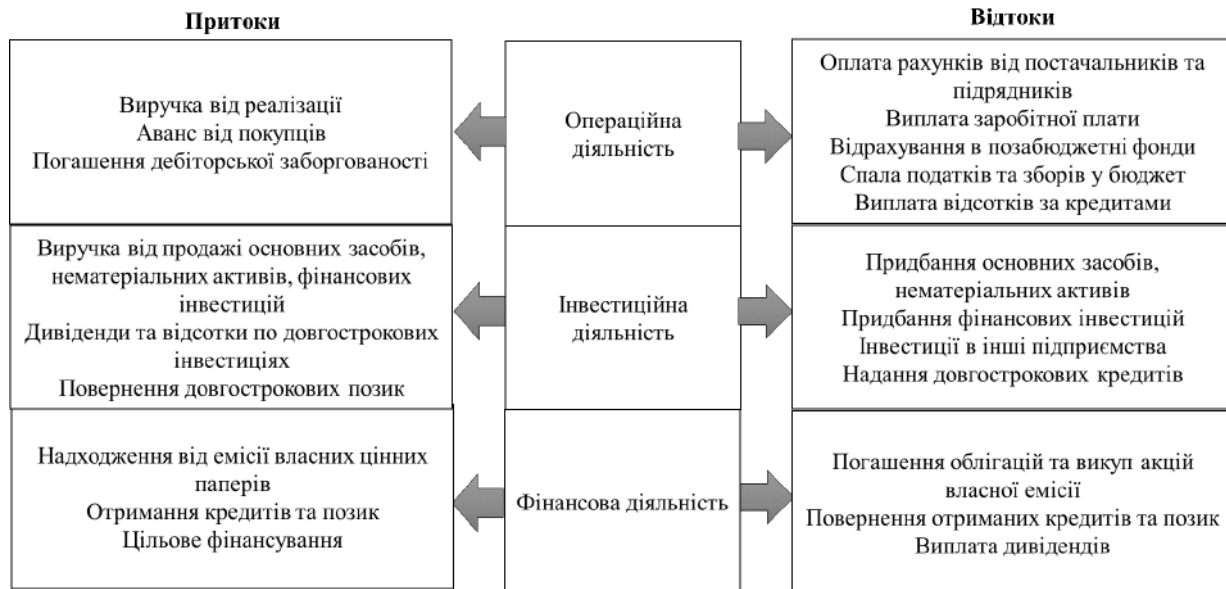 Притоки
Відтоки
Виручка від реалізації
Аванс від покупців
Погашення дебіторської заборгованості
Операційна
діяльність
Оплата рахунків від постачальників та
підрядників
Виплата заробітної плати
Відрахування в позабюджетні фонди
Спала податків та зборів у бюджет
Виплата відсотків за кредитами
Виручка від продажі основних засобів,
нематеріальних активів, фінансових
інвестицій
Дивіденди та відсотки по довгострокових
інвестиціях
Повернення довгострокових позик
Інвестиційна
діяльність
Придбання основних засобів,
нематеріальних активів
Придбання фінансових інвестицій
Інвестиції в інші підприємства
Надання довгострокових кредитів
Надходження від емісії власних цінних
паперів
Отримання кредитів та позик
Цільове фінансування
Фінансова діяльність
Погашення облігацій та викуп акцій
власної емісії
Повернення отриманих кредитів та позик
Виплата дивідендів